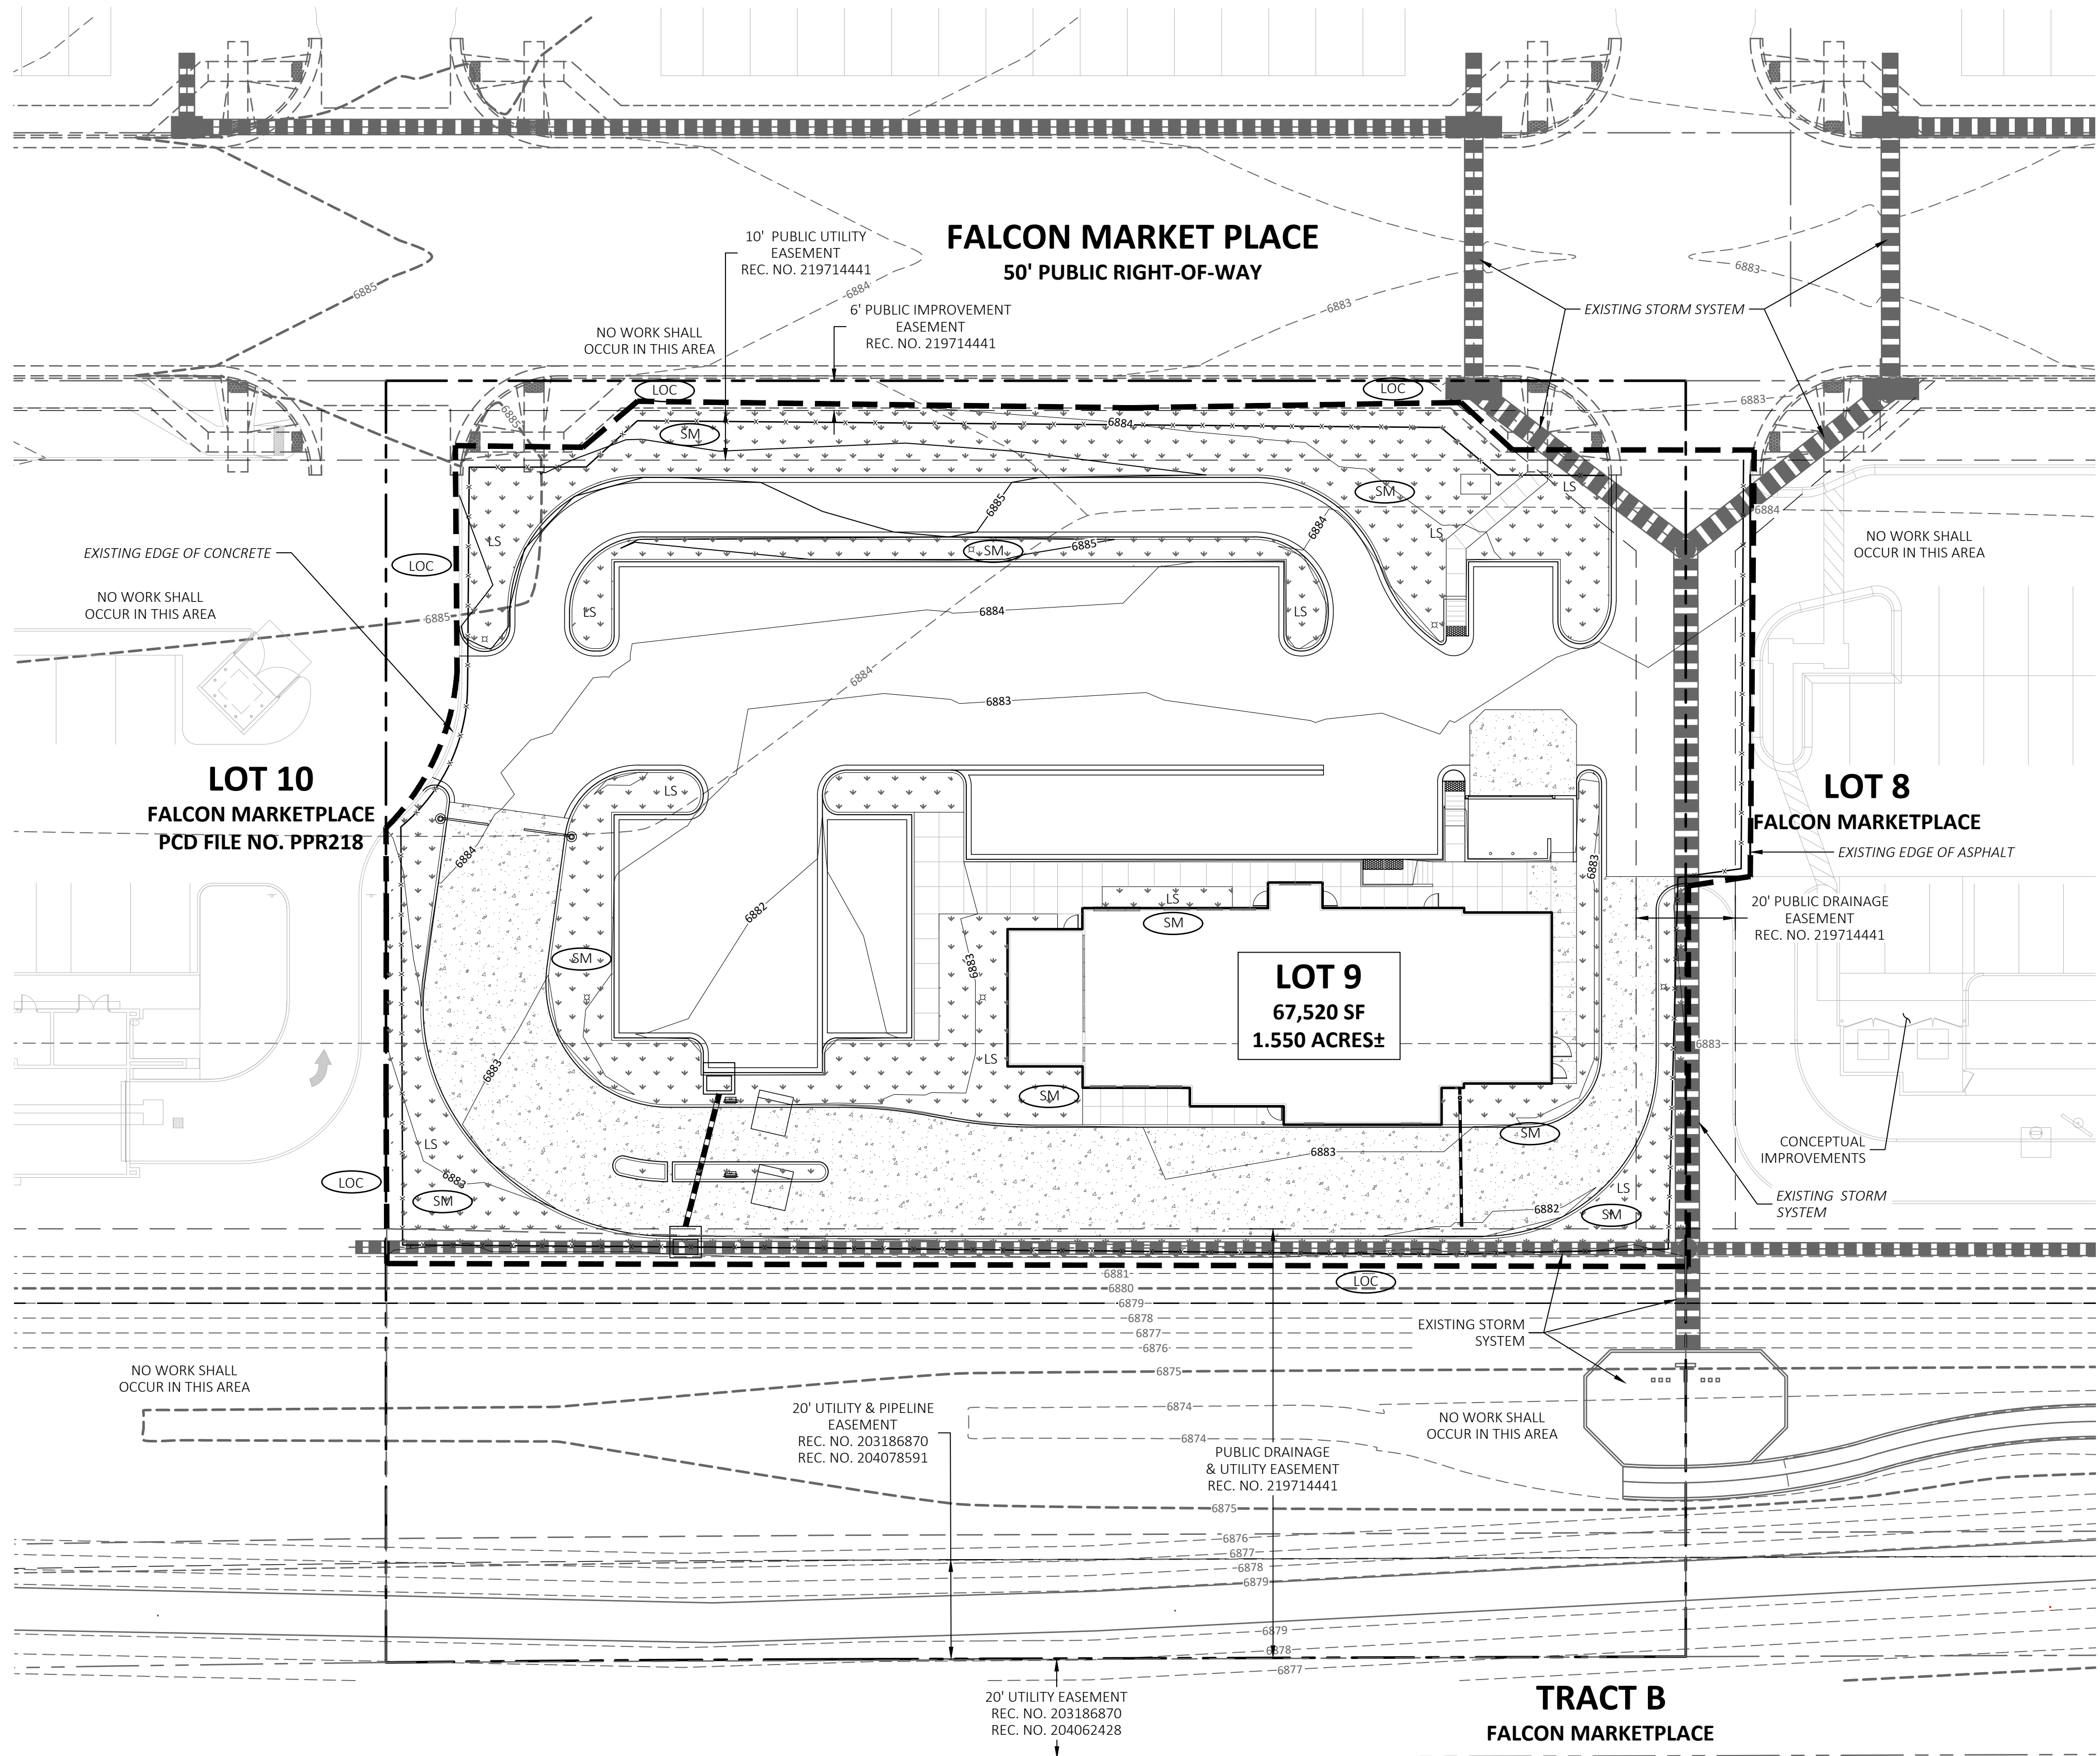 FALCON MARKET PLACE
50' PUBLIC RIGHT-OF-WAY
10' PUBLIC UTILITY
EASEMENT
REC. NO. 219714441
6' PUBLIC IMPROVEMENT
EASEMENT
REC. NO. 219714441
NO WORK SHALL
OCCUR IN THIS AREA
EXISTING STORM SYSTEM
6885
6884
6883
6883
LOC
LOC
6885
6883
6884
SM
SM
LS
6884
6885
6884
LS
LS
SM
6885
EXISTING EDGE OF CONCRETE
LOC
NO WORK SHALL
OCCUR IN THIS AREA
NO WORK SHALL
OCCUR IN THIS AREA
6885
LS
6884
LS
6884
6883
LOT 10
FALCON MARKETPLACE
PCD FILE NO. PPR218
LS
LOT 8
FALCON MARKETPLACE
EXISTING EDGE OF ASPHALT
6884
6883
6882
LS
SM
20' PUBLIC DRAINAGE
EASEMENT
REC. NO. 219714441
SM
6883
LOT 9
67,520 SF
1.550 ACRES±
6883
LS
6883
SM
SM
LS
6883
CONCEPTUAL
IMPROVEMENTS
LOC
6883
SM
LS
6882
SM
EXISTING STORM
SYSTEM
6881
6880
6879
6878
6877
6876
LOC
EXISTING STORM
SYSTEM
NO WORK SHALL
OCCUR IN THIS AREA
6875
20' UTILITY & PIPELINE
EASEMENT
REC. NO. 203186870
REC. NO. 204078591
6874
6874
NO WORK SHALL
OCCUR IN THIS AREA
PUBLIC DRAINAGE
& UTILITY EASEMENT
REC. NO. 219714441
6875
6876
6877
6878
6879
6879
6878
6877
20' UTILITY EASEMENT
REC. NO. 203186870
REC. NO. 204062428
TRACT B
FALCON MARKETPLACE